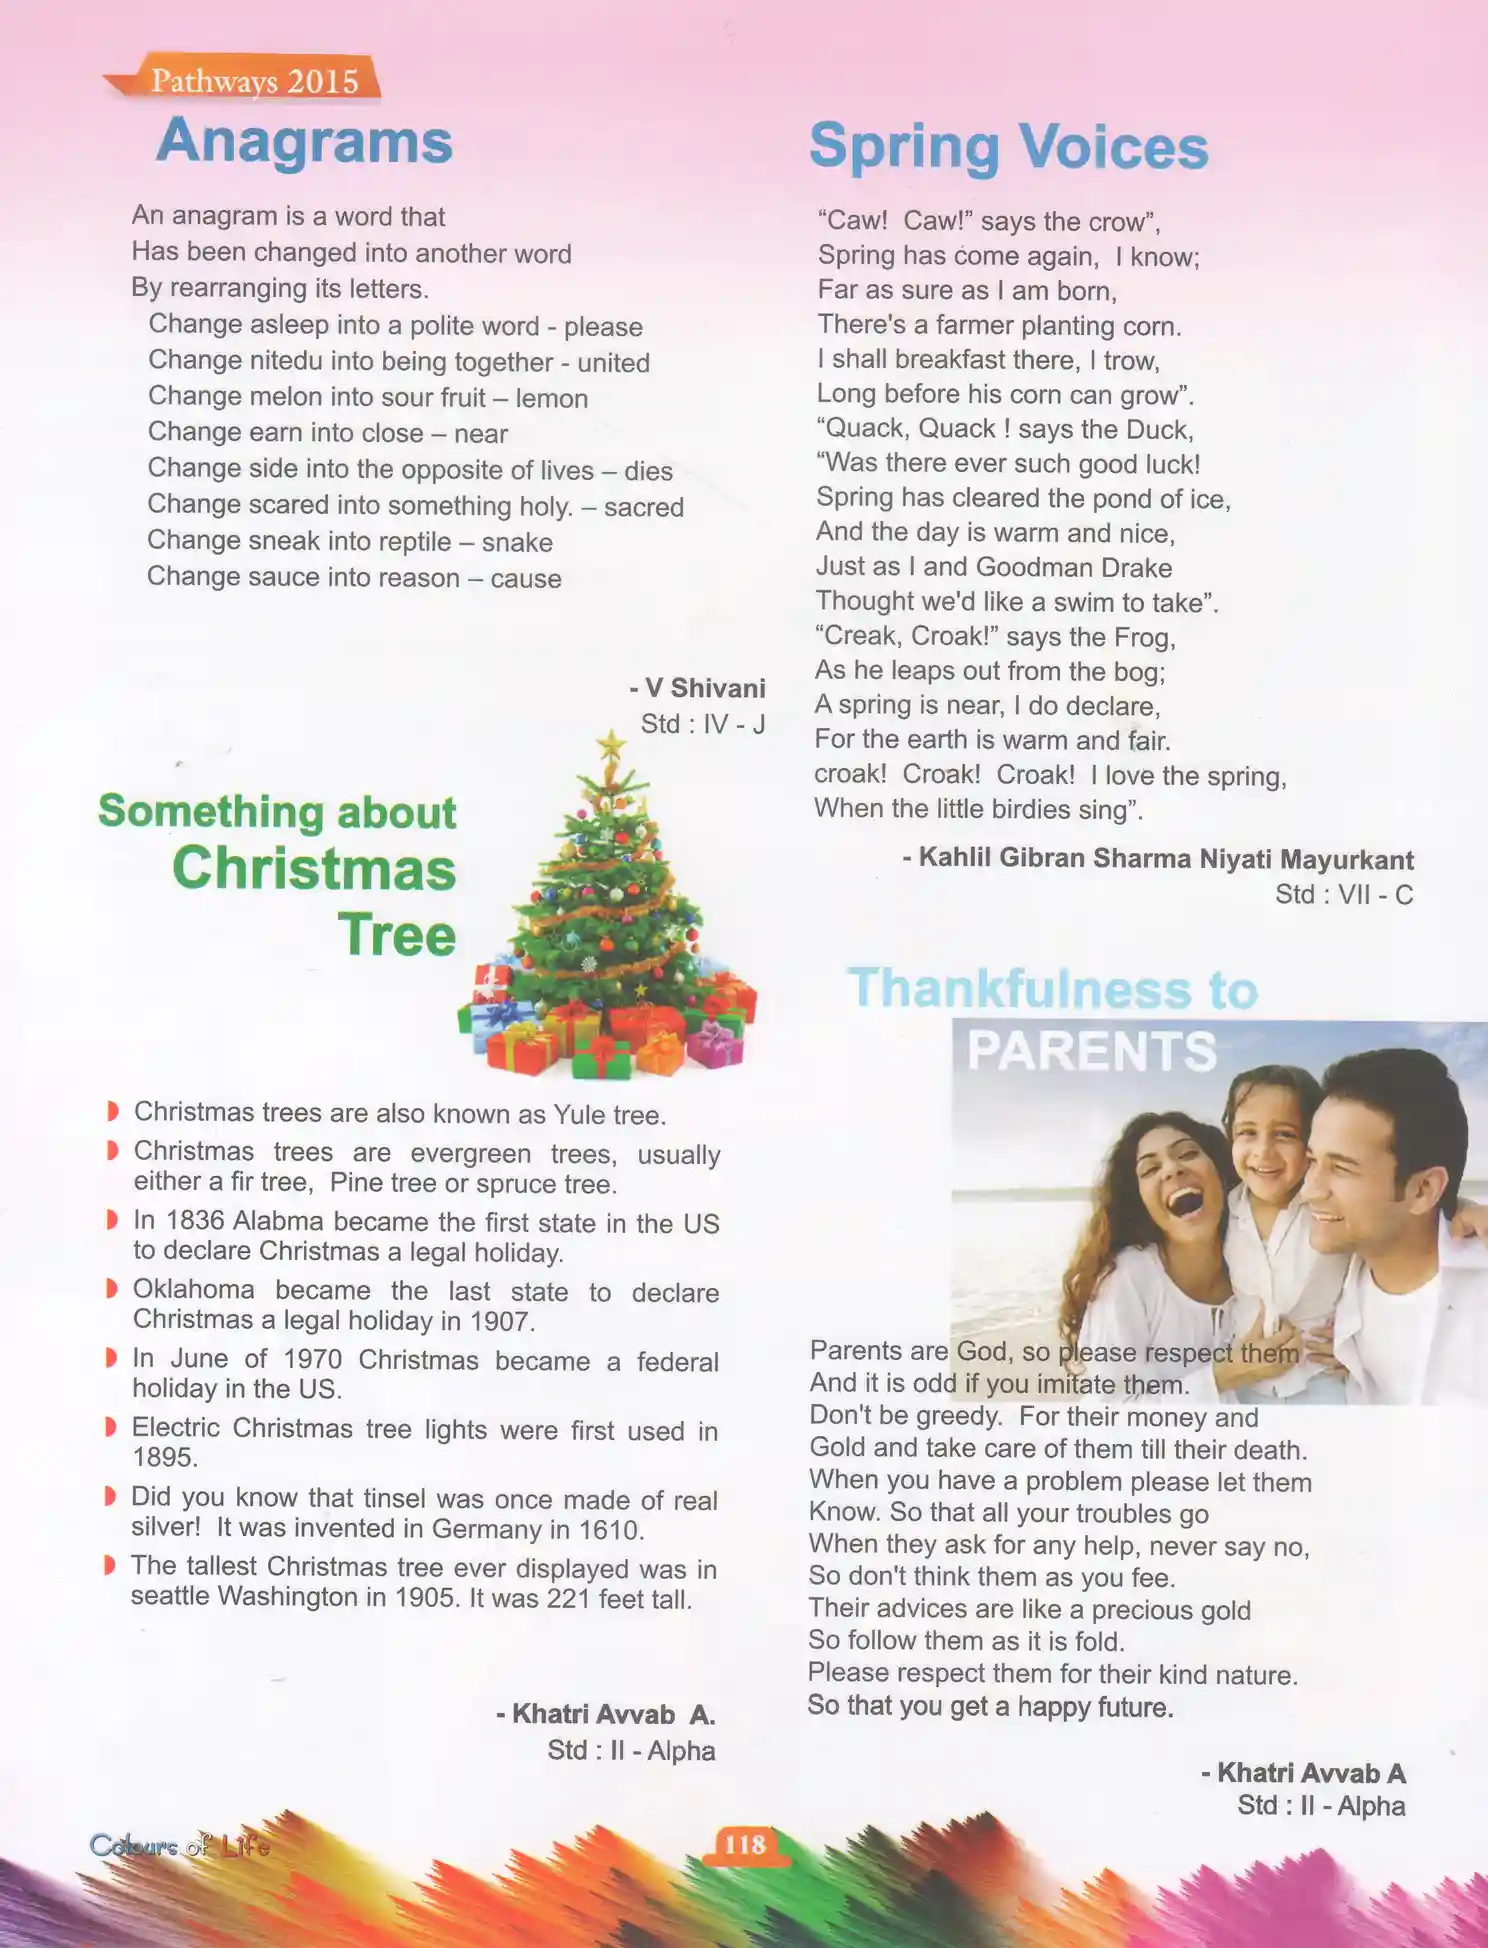 Pathways 2015
Anagrams
An anagram is a word that
Has been changed into another word
By rearranging its letters.
Change asleep into a polite word - please
Change nitedu into being together - united
Change melon into sour fruit – lemon
Change earn into close – near
Change side into the opposite of lives – dies
Change scared into something holy. – sacred
Change sneak into reptile – snake
Change sauce into reason – cause
- V Shivani
Std : IV - J
Something about
Christmas
Tree
Christmas trees are also known as Yule tree.
Christmas trees are evergreen trees, usually
either a fir tree, Pine tree or spruce tree.
In 1836 Alabma became the first state in the US
to declare Christmas a legal holiday.
Oklahoma became the last state to declare
Christmas a legal holiday in 1907.
In June of 1970 Christmas became a federal
holiday in the US.
Electric Christmas tree lights were first used in
1895.
Did you know that tinsel was once made of real
silver! It was invented in Germany in 1610.
The tallest Christmas tree ever displayed was in
seattle Washington in 1905. It was 221 feet tall.
- Khatri Avvab A.
Std : II - Alpha
Spring Voices
“Caw! Caw!” says the crow”,
Spring has come again, I know;
Far as sure as I am born,
There's a farmer planting corn.
I shall breakfast there, I trow,
Long before his corn can grow”.
“Quack, Quack ! says the Duck,
“Was there ever such good luck!
Spring has cleared the pond of ice,
And the day is warm and nice,
Just as I and Goodman Drake
Thought we'd like a swim to take”.
“Creak, Croak!” says the Frog,
As he leaps out from the bog;
A spring is near, I do declare,
For the earth is warm and fair.
croak! Croak! Croak! I love the spring,
When the little birdies sing”.
- Kahlil Gibran Sharma Niyati Mayurkant
Std : VII - C
Thankfulness to
PARENTS
Parents are God, so please respect them
And it is odd if you imitate them.
Don't be greedy. For their money and
Gold and take care of them till their death.
When you have a problem please let them
Know. So that all your troubles go
When they ask for any help, never say no,
So don't think them as you fee.
Their advices are like a precious gold
So follow them as it is fold.
Please respect them for their kind nature.
So that you get a happy future.
- Khatri Avvab A
Std : II - Alpha
Colours of Life
118